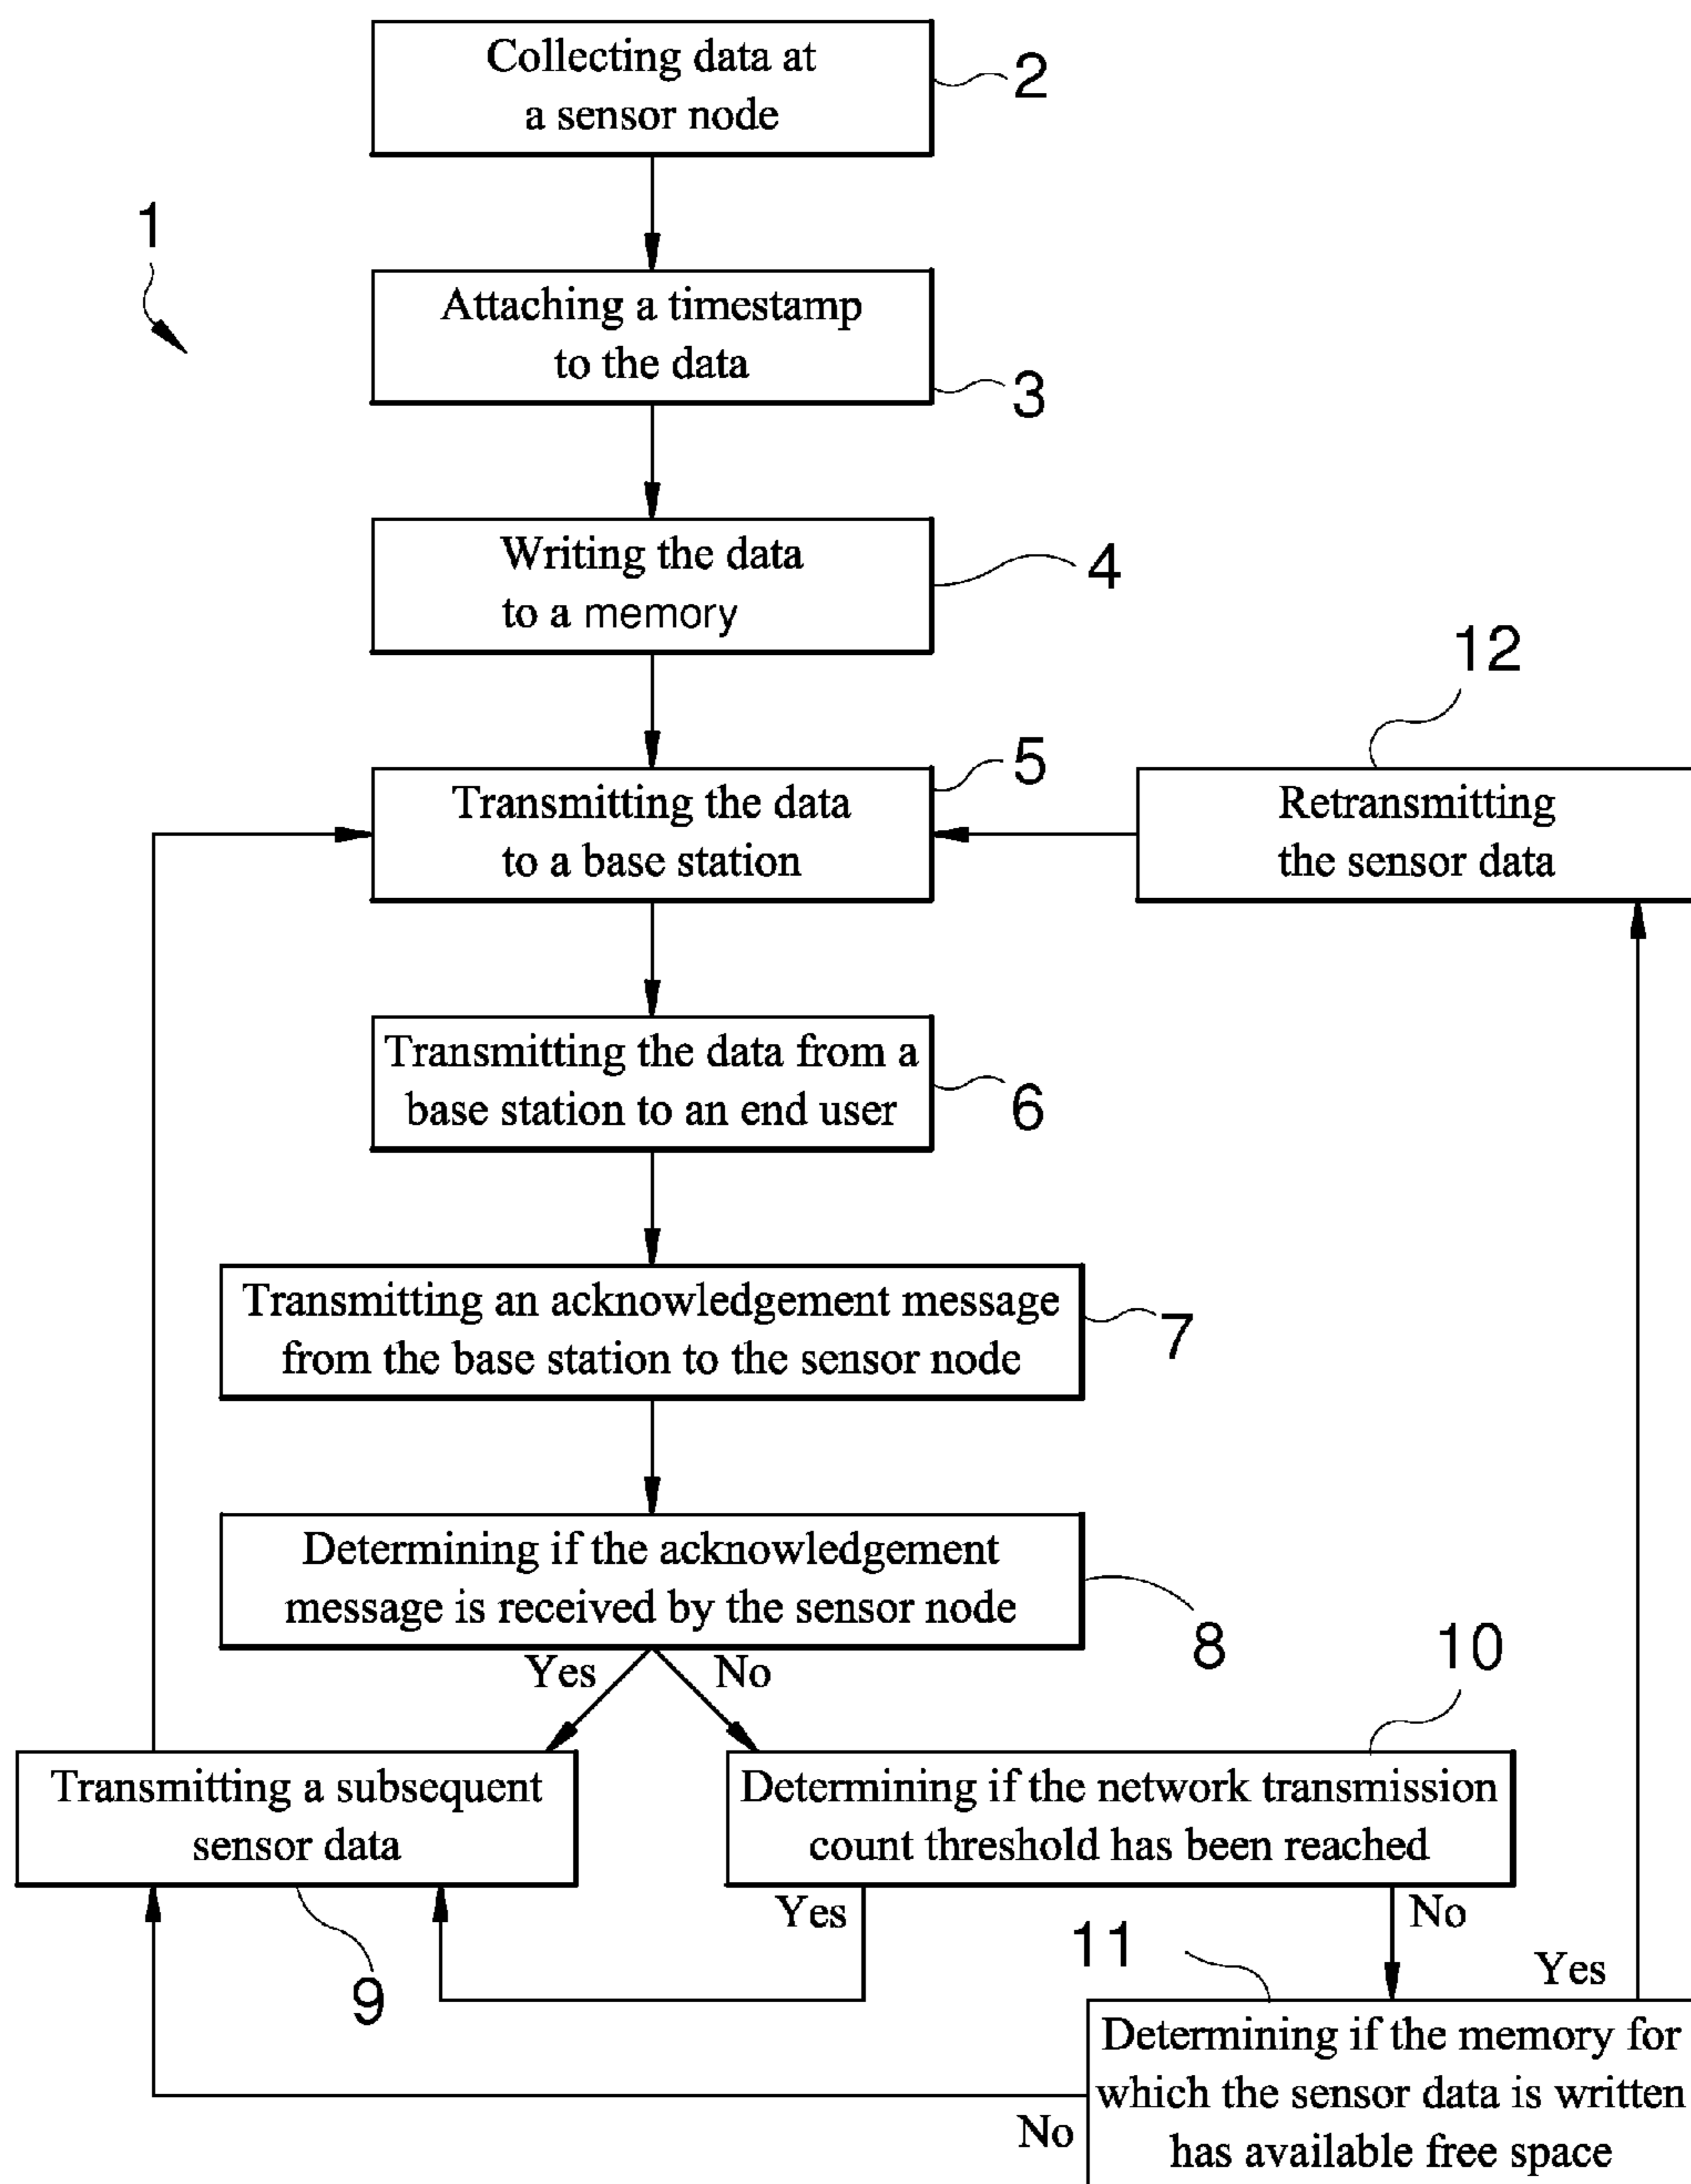 Collecting data at
a sensor node
2
1
Attaching a timestamp
to the data
3
Writing the data
to a memory
4
12
Transmitting the data
to a base station
5
Retransmitting
the sensor data
Transmitting the data from a
base station to an end user
6
Transmitting an acknowledgement message
from the base station to the sensor node
7
Determining if the acknowledgement
message is received by the sensor node
8
Yes
No
10
Transmitting a subsequent
sensor data
9
Determining if the network transmission
count threshold has been reached
Yes
No
11
Yes
Determining if the memory for
which the sensor data is written
has available free space
No